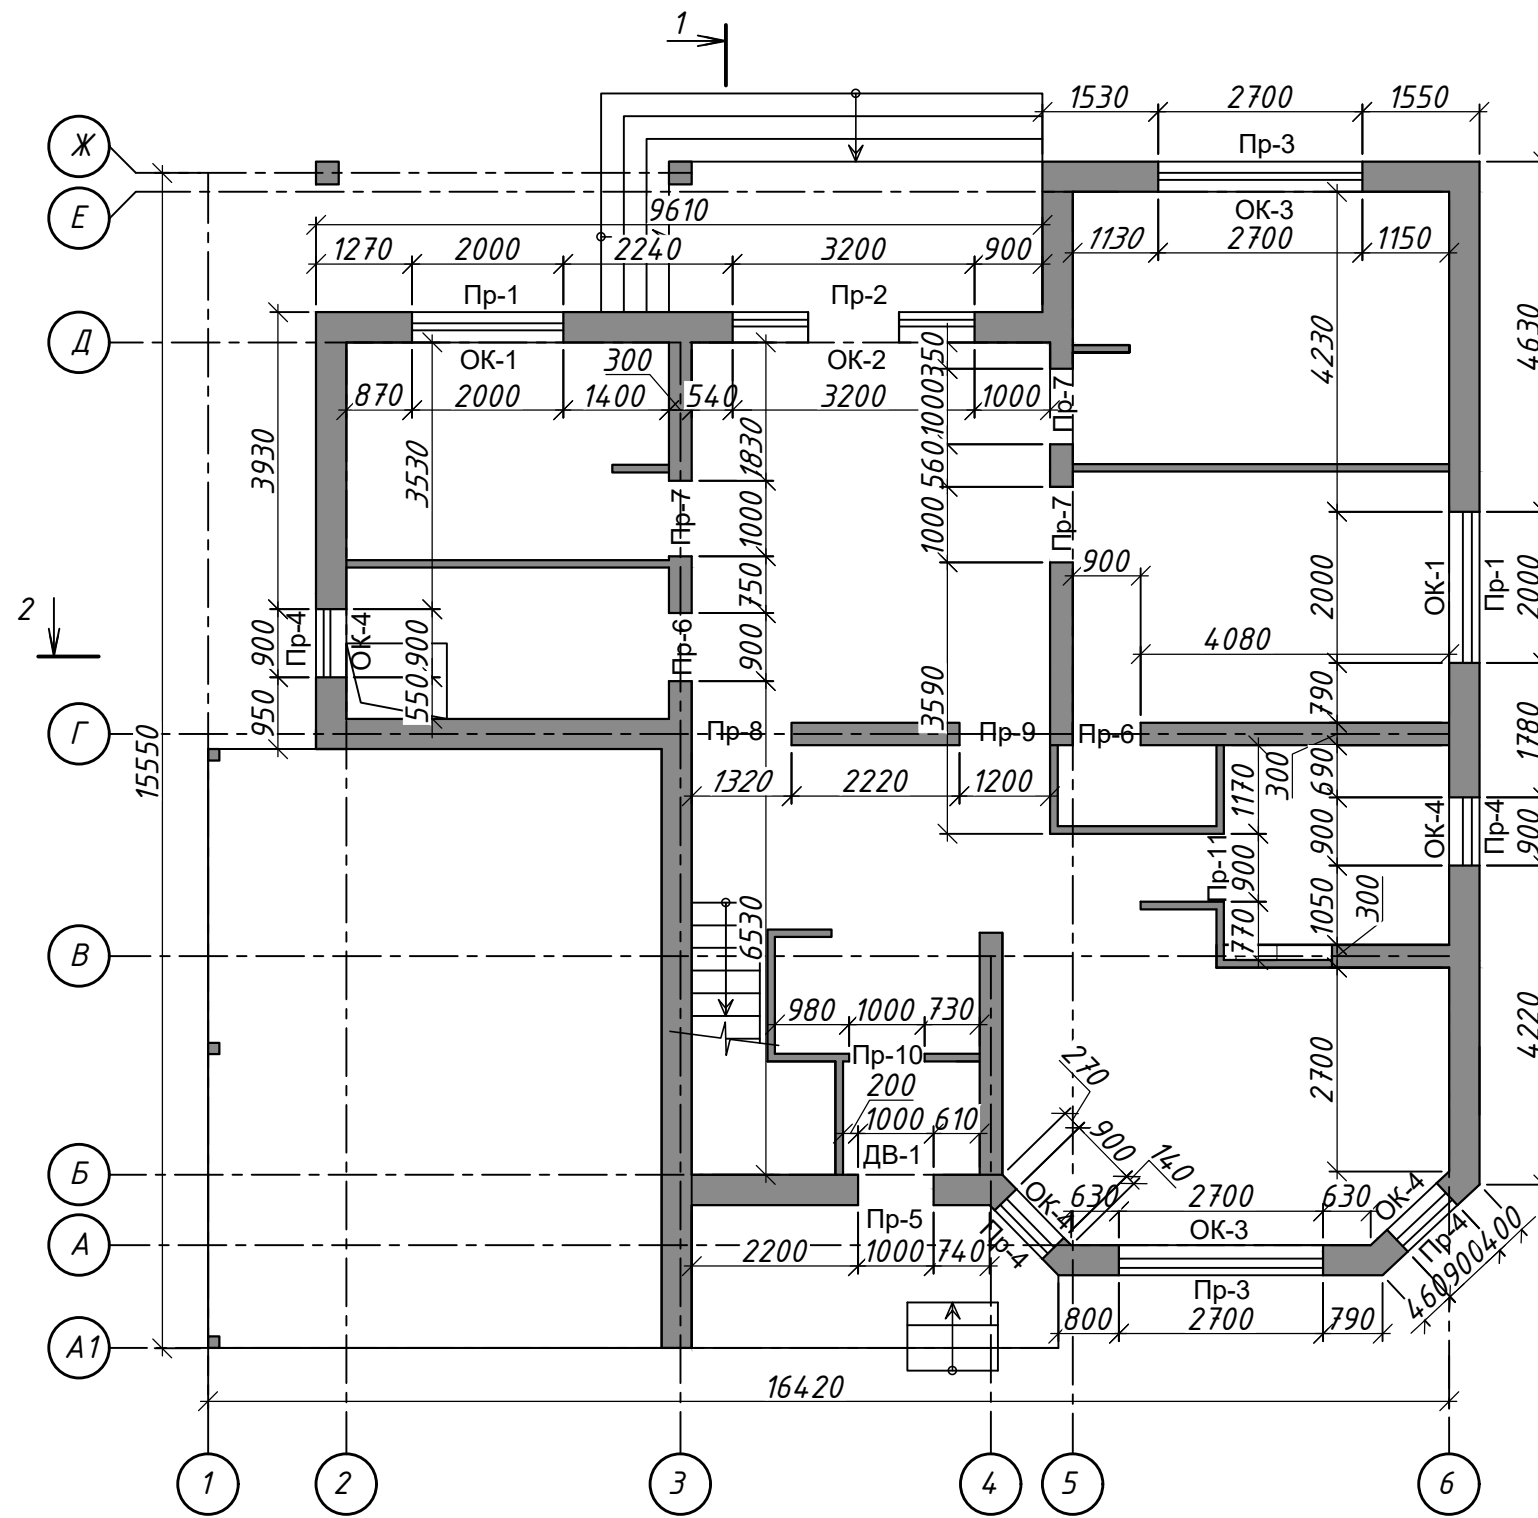 1
1530 2700 1550
Ж
Пр-3
Е
9610
ОК-3
1270 2000 2240 3200 900
1130 2700 1150
Пр-1
Пр-2
Д
ОК-1
300
ОК-2
350
4230
4630
870 2000 1400 540 3200 1000
1000
Пр-7
3930
3530
1830
560
Пр-7
1000
1000
Пр-7
900
2000
ОК-1
Пр-1
2000
750
2
900
Пр-4
ОК-4
900
Пр-6
900
4080
550
950
3590
790
1780
Г
Пр-8
Пр-9
Пр-6
15550
1320 2220 1200
1170
300
690
900
ОК-4
Пр-4
900
Пр-11
900
6530
1050
300
770
В
980 1000 730
4220
Пр-10
270
2700
200
1000 610
900
ДВ-1
140
Б
630 2700 630
ОК-4
ОК-4
Пр-5
ОК-3
А
2200 1000 740
Пр-4
Пр-4
400
900
460
Пр-3
800 2700 790
А1
16420
1 2 3 4 5 6